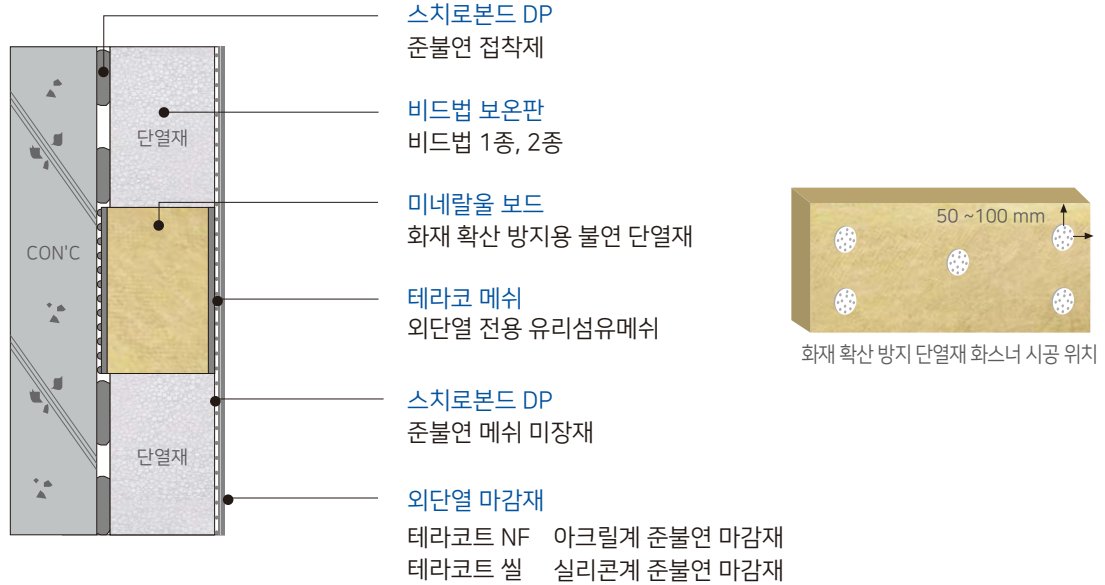 스치로본드 DP
준불연 접착제
비드법 보온판
비드법 1종, 2종
단열재
미네랄울 보드
화재 확산 방지용 불연 단열재
CON'C
50 ~100 mm
테라코 메쉬
외단열 전용 유리섬유메쉬
화재 확산 방지 단열재 화스너 시공 위치
스치로본드 DP
준불연 메쉬 미장재
단열재
외단열 마감재
테라코트 NF 아크릴계 준불연 마감재
테라코트 씰 실리콘계 준불연 마감재